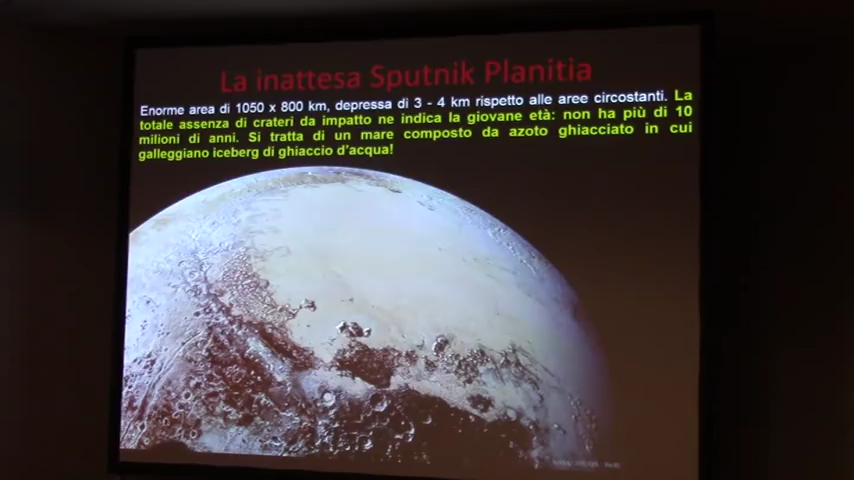 La inattesa Sputnik Planitia
Enorme area di 1050 x 800 km, depressa di 3 - 4 km rispetto alle aree circostanti. La
totale assenza di crateri da impatto ne indica la giovane età: non ha più di 10
milioni di anni. Si tratta di un mare composto da azoto ghiacciato in cui
galleggiano iceberg di ghiaccio d'acqua!